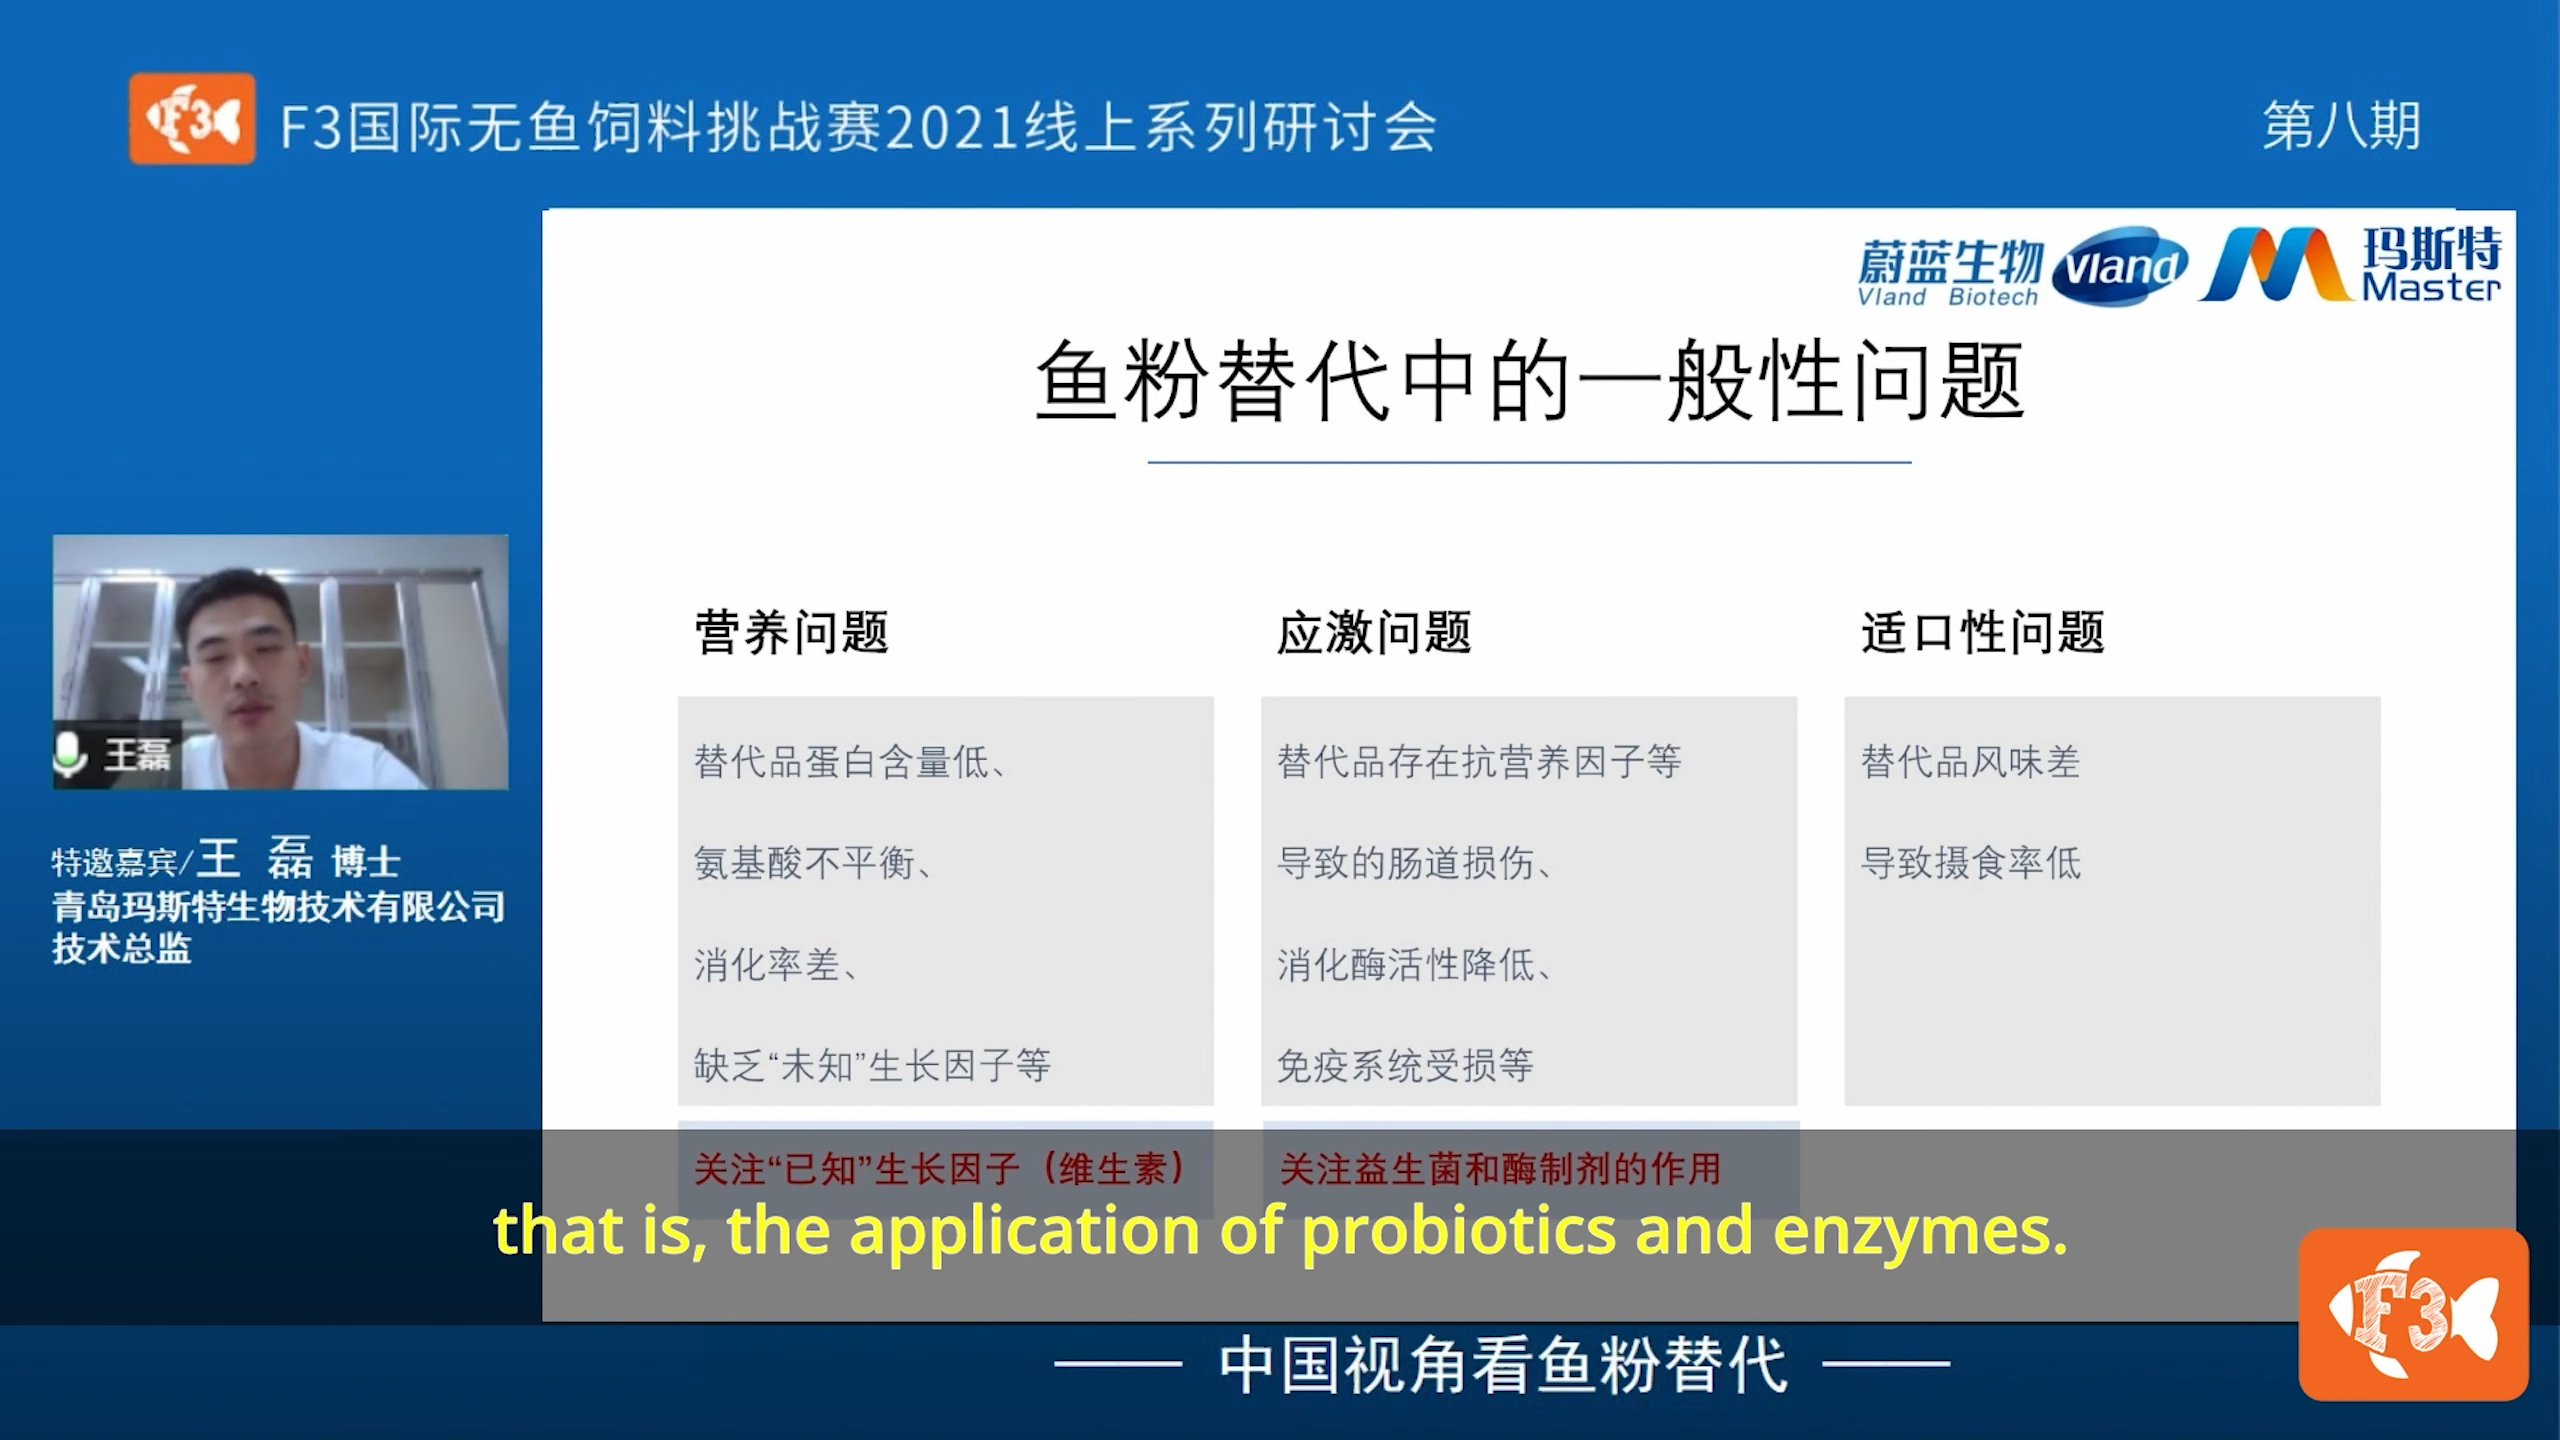 F3
F3国际无鱼饲料挑战赛2021线上系列研讨会
第八期
蔚蓝生物
Vland Biotech
Vland
玛斯特
Master
鱼粉替代中的一般性问题
营养问题
替代品蛋白含量低、
氨基酸不平衡、
消化率差、
缺乏“未知”生长因子等
关注“已知”生长因子（维生素）
应激问题
替代品存在抗营养因子等
导致的肠道损伤、
消化酶活性降低、
免疫系统受损等
关注益生菌和酶制剂的作用
适口性问题
替代品风味差
导致摄食率低
王磊
特邀嘉宾/王 磊 博士
青岛玛斯特生物技术有限公司
技术总监
that is, the application of probiotics and enzymes.
F3
中国视角看鱼粉替代